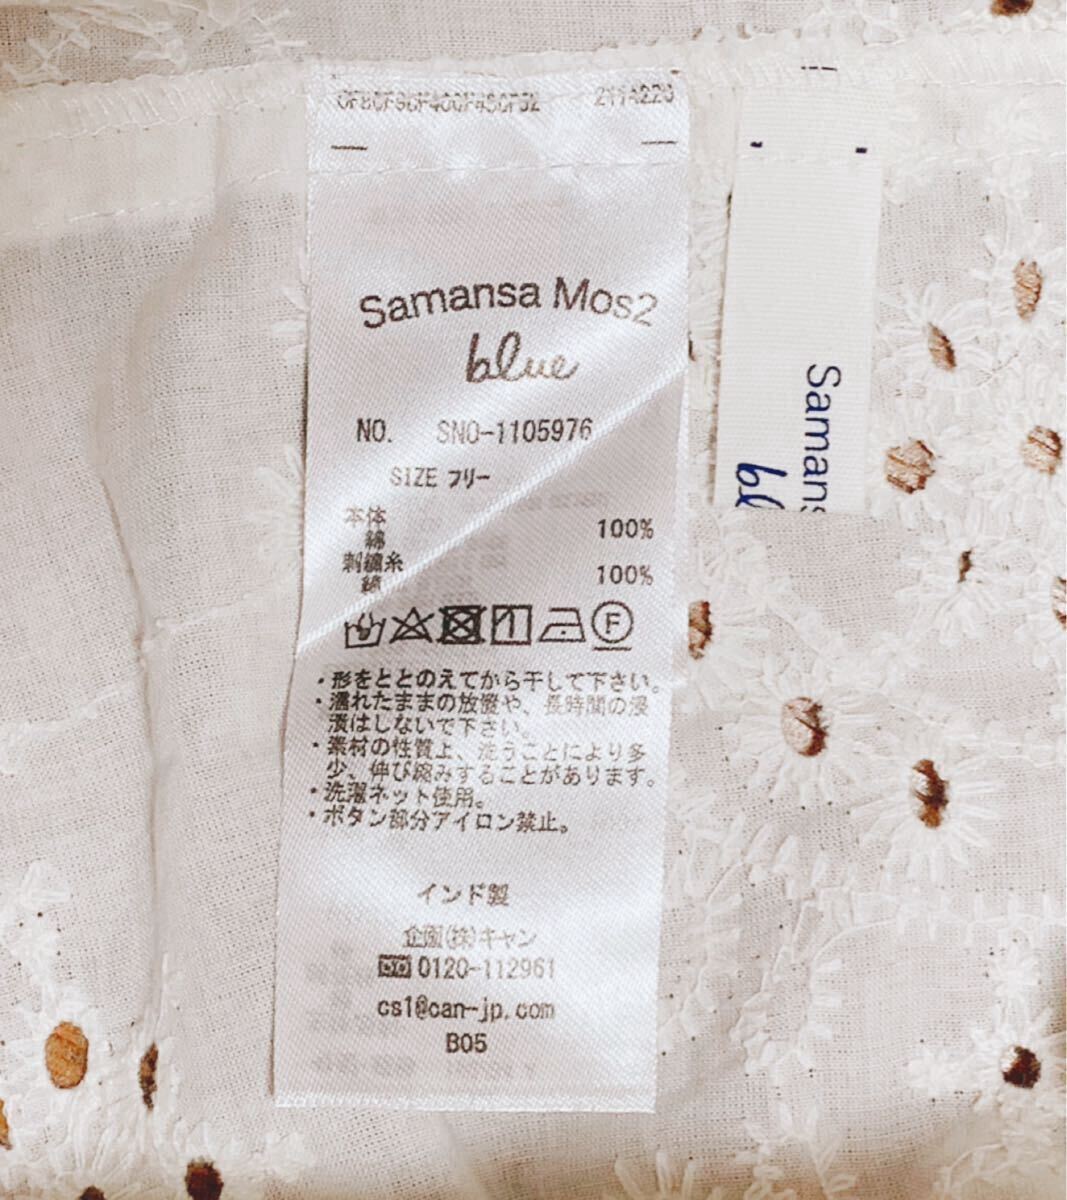 Samansa Mos2
blue
NO. SNO-1105976
SIZE フリー
本体
綿 100%
刺繍糸
綿 100%
・形をととのえてから干して下さい。
・濡れたままの放置や、長時間の浸
漬はしないで下さい。
・素材の性質上、洗うことにより多
少、伸び縮みすることがあります。
・洗濯ネット使用。
・ボタン部分アイロン禁止。
インド製
企画(株)キャン
0120-112961
cs1@can-jp.com
B05
Samans
bl